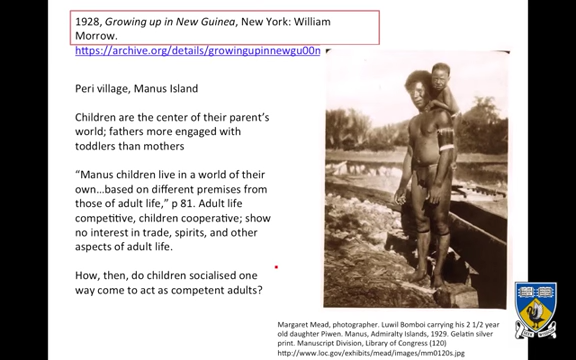 1928, Growing up in New Guinea, New York: William
Morrow.
https://archive.org/details/growingupinnewgu00n
Peri village, Manus Island
Children are the center of their parent's
world; fathers more engaged with
toddlers than mothers
"Manus children live in a world of their
own…based on different premises from
those of adult life," p 81. Adult life
competitive, children cooperative; show
no interest in trade, spirits, and other
aspects of adult life.
How, then, do children socialised one
way come to act as competent adults?
Margaret Mead, photographer. Luwil Bomboi carrying his 2 1/2 year
old daughter Piwen. Manus, Admiralty Islands, 1929. Gelatin silver
print. Manuscript Division, Library of Congress (120)
http://www.loc.gov/exhibits/mead/images/mm0120s.jpg